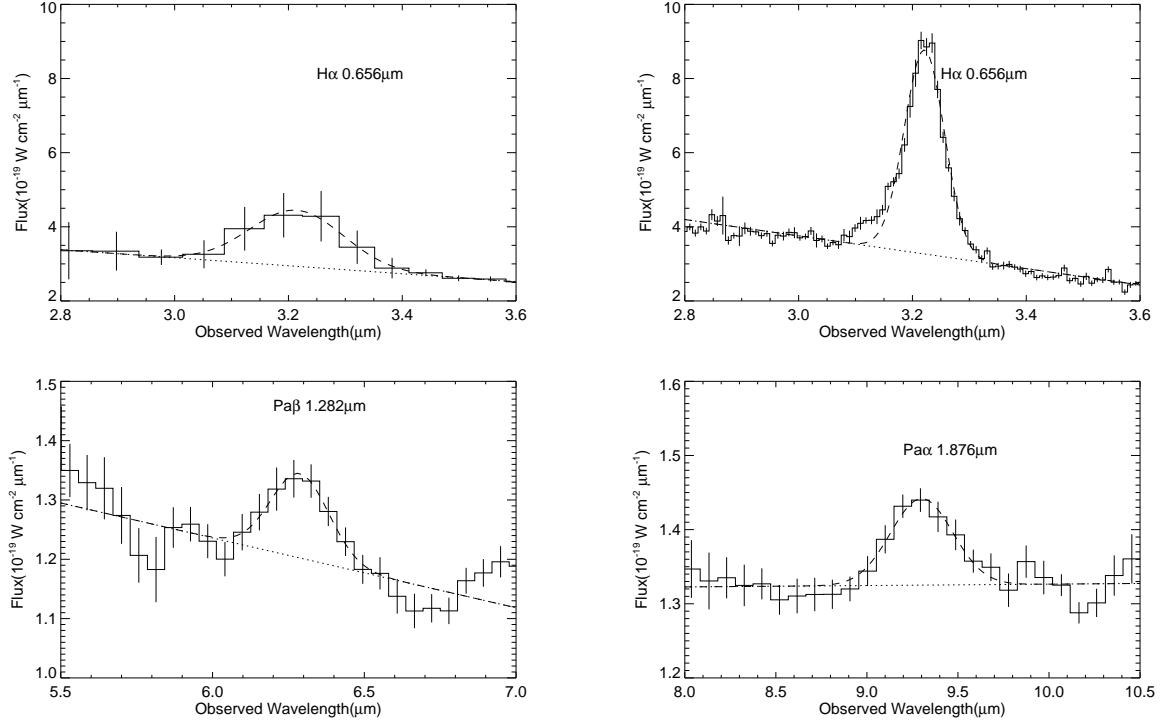 10
8
6
4
2
Flux(10⁻¹⁹ W cm⁻² μm⁻¹)
Hα 0.656μm
2.8 3.0 3.2 3.4 3.6
Observed Wavelength(μm)
10
8
6
4
2
Flux(10⁻¹⁹ W cm⁻² μm⁻¹)
Hα 0.656μm
2.8 3.0 3.2 3.4 3.6
Observed Wavelength(μm)
1.5
1.4
1.3
1.2
1.1
1.0
Flux(10⁻¹⁹ W cm⁻² μm⁻¹)
Paβ 1.282μm
5.5 6.0 6.5 7.0
Observed Wavelength(μm)
1.6
1.5
1.4
1.3
1.2
Flux(10⁻¹⁹ W cm⁻² μm⁻¹)
Paα 1.876μm
8.0 8.5 9.0 9.5 10.0 10.5
Observed Wavelength(μm)